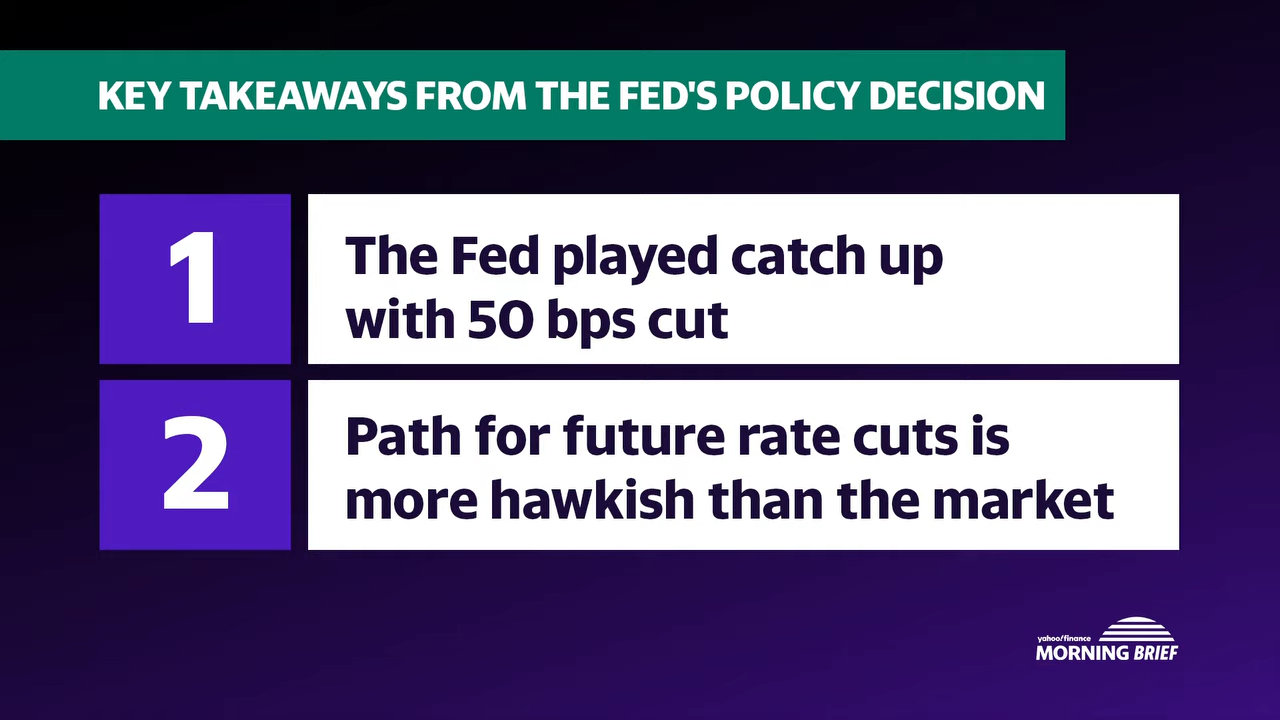 KEY TAKEAWAYS FROM THE FED'S POLICY DECISION
1
The Fed played catch up
with 50 bps cut
2
Path for future rate cuts is
more hawkish than the market
yahoo!finance
MORNING BRIEF